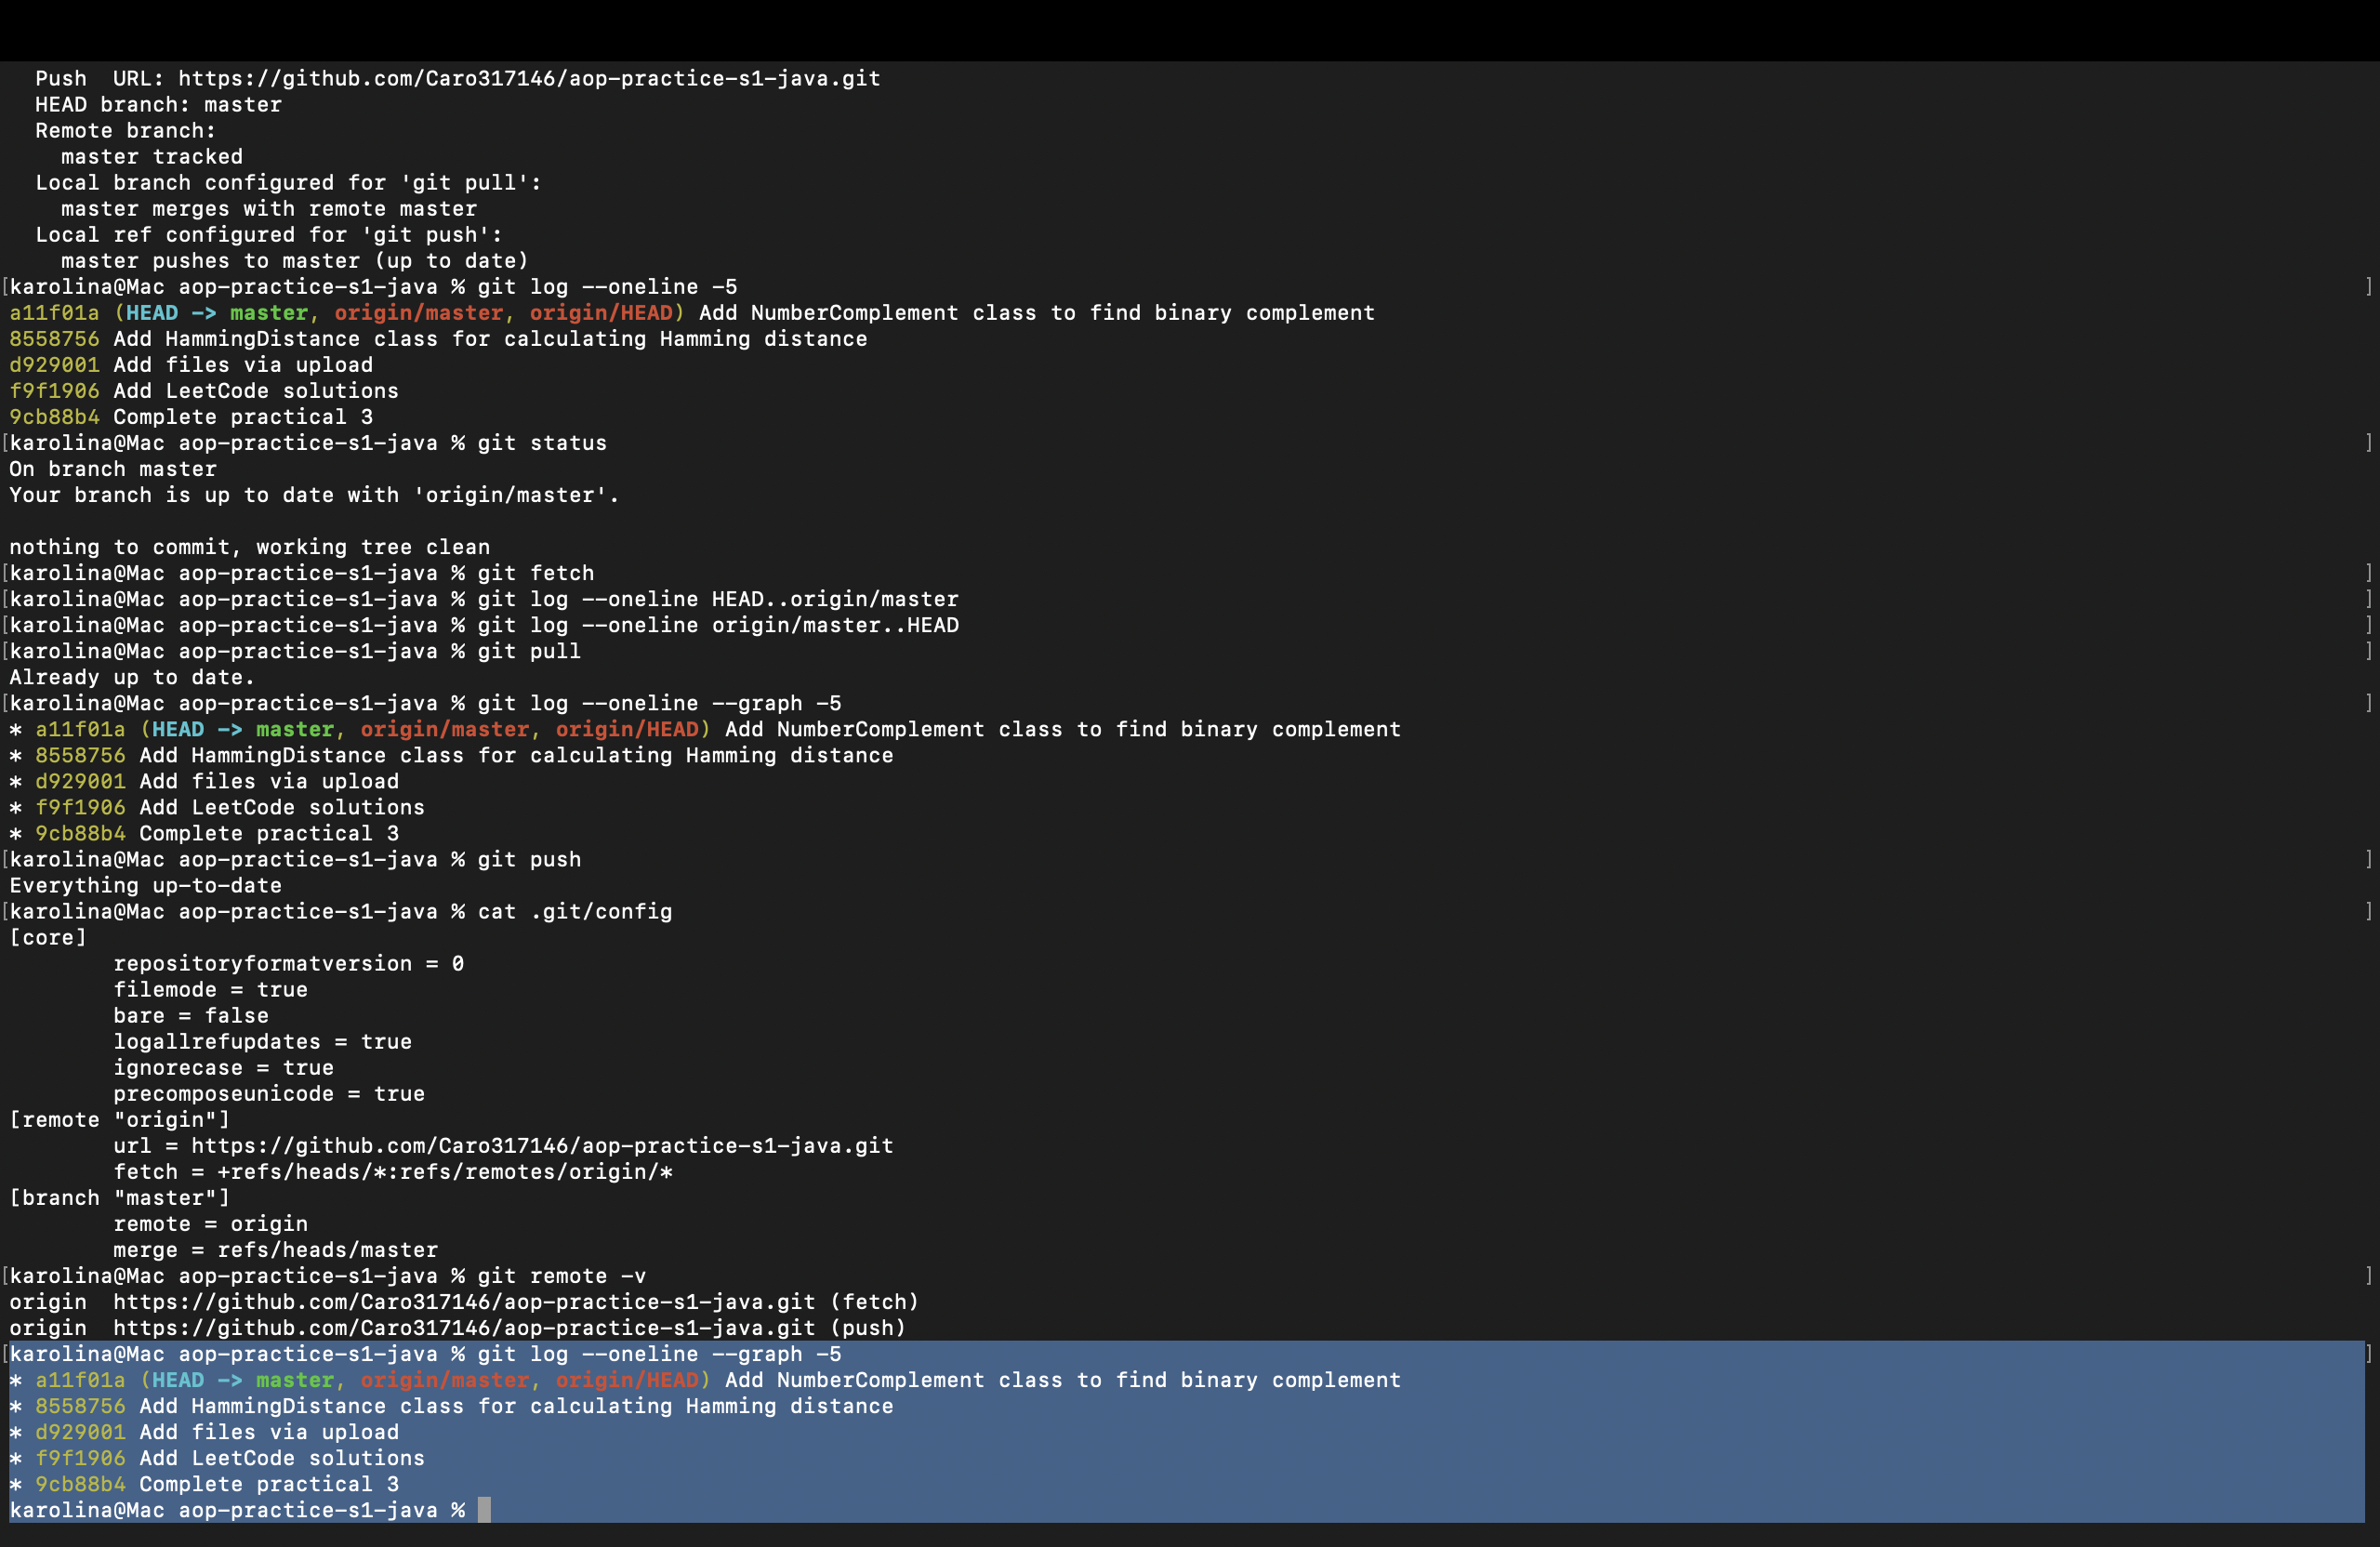 Push  URL: https://github.com/Caro317146/aop-practice-s1-java.git
  HEAD branch: master
  Remote branch:
    master tracked
  Local branch configured for 'git pull':
    master merges with remote master
  Local ref configured for 'git push':
    master pushes to master (up to date)
[karolina@Mac aop-practice-s1-java % git log --oneline -5 ]
a11f01a (HEAD -> master, origin/master, origin/HEAD) Add NumberComplement class to find binary complement
8558756 Add HammingDistance class for calculating Hamming distance
d929001 Add files via upload
f9f1906 Add LeetCode solutions
9cb88b4 Complete practical 3
[karolina@Mac aop-practice-s1-java % git status ]
On branch master
Your branch is up to date with 'origin/master'.

nothing to commit, working tree clean
[karolina@Mac aop-practice-s1-java % git fetch ]
[karolina@Mac aop-practice-s1-java % git log --oneline HEAD..origin/master ]
[karolina@Mac aop-practice-s1-java % git log --oneline origin/master..HEAD ]
[karolina@Mac aop-practice-s1-java % git pull ]
Already up to date.
[karolina@Mac aop-practice-s1-java % git log --oneline --graph -5 ]
* a11f01a (HEAD -> master, origin/master, origin/HEAD) Add NumberComplement class to find binary complement
* 8558756 Add HammingDistance class for calculating Hamming distance
* d929001 Add files via upload
* f9f1906 Add LeetCode solutions
* 9cb88b4 Complete practical 3
[karolina@Mac aop-practice-s1-java % git push ]
Everything up-to-date
[karolina@Mac aop-practice-s1-java % cat .git/config ]
[core]
        repositoryformatversion = 0
        filemode = true
        bare = false
        logallrefupdates = true
        ignorecase = true
        precomposeunicode = true
[remote "origin"]
        url = https://github.com/Caro317146/aop-practice-s1-java.git
        fetch = +refs/heads/*:refs/remotes/origin/*
[branch "master"]
        remote = origin
        merge = refs/heads/master
[karolina@Mac aop-practice-s1-java % git remote -v ]
origin  https://github.com/Caro317146/aop-practice-s1-java.git (fetch)
origin  https://github.com/Caro317146/aop-practice-s1-java.git (push)
[karolina@Mac aop-practice-s1-java % git log --oneline --graph -5 ]
* a11f01a (HEAD -> master, origin/master, origin/HEAD) Add NumberComplement class to find binary complement
* 8558756 Add HammingDistance class for calculating Hamming distance
* d929001 Add files via upload
* f9f1906 Add LeetCode solutions
* 9cb88b4 Complete practical 3
karolina@Mac aop-practice-s1-java %